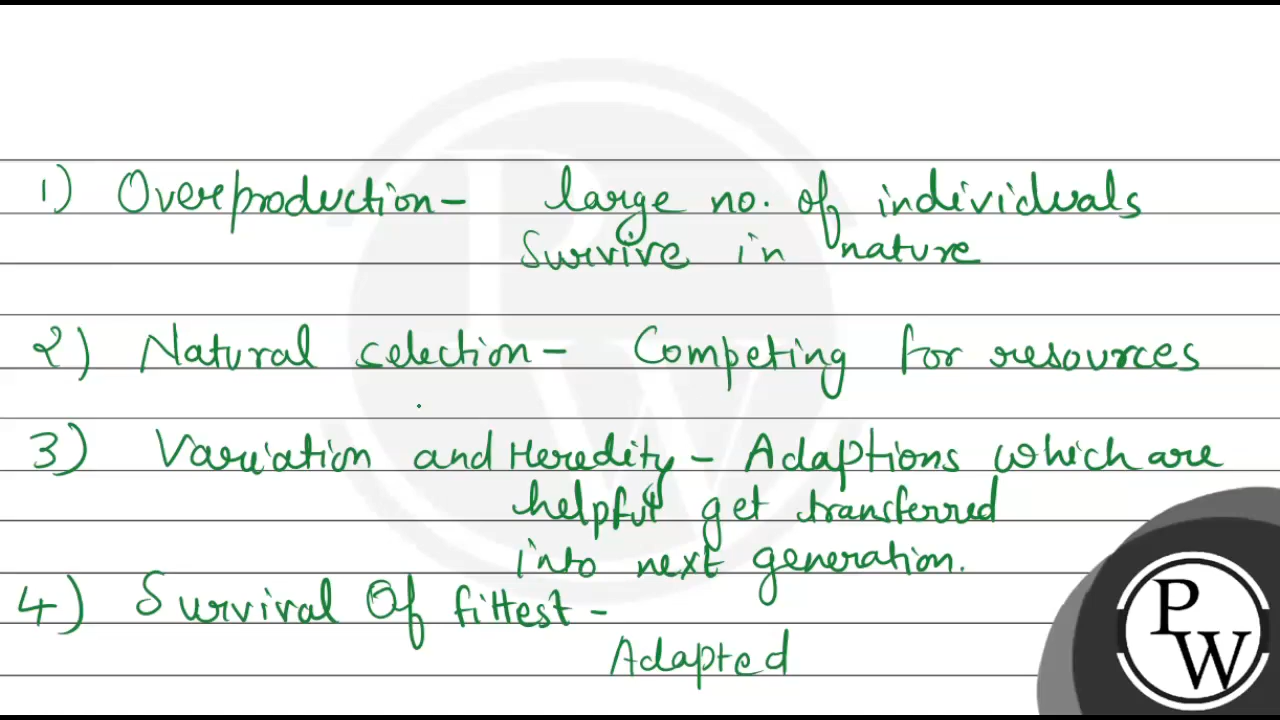 1) Overproduction - large no. of individuals
survive in nature
2) Natural selection - Competing for resources
3) Variation and Heredity - Adaptions which are
helpful get transferred
into next generation.
4) Survival Of fittest -
Adapted
PW